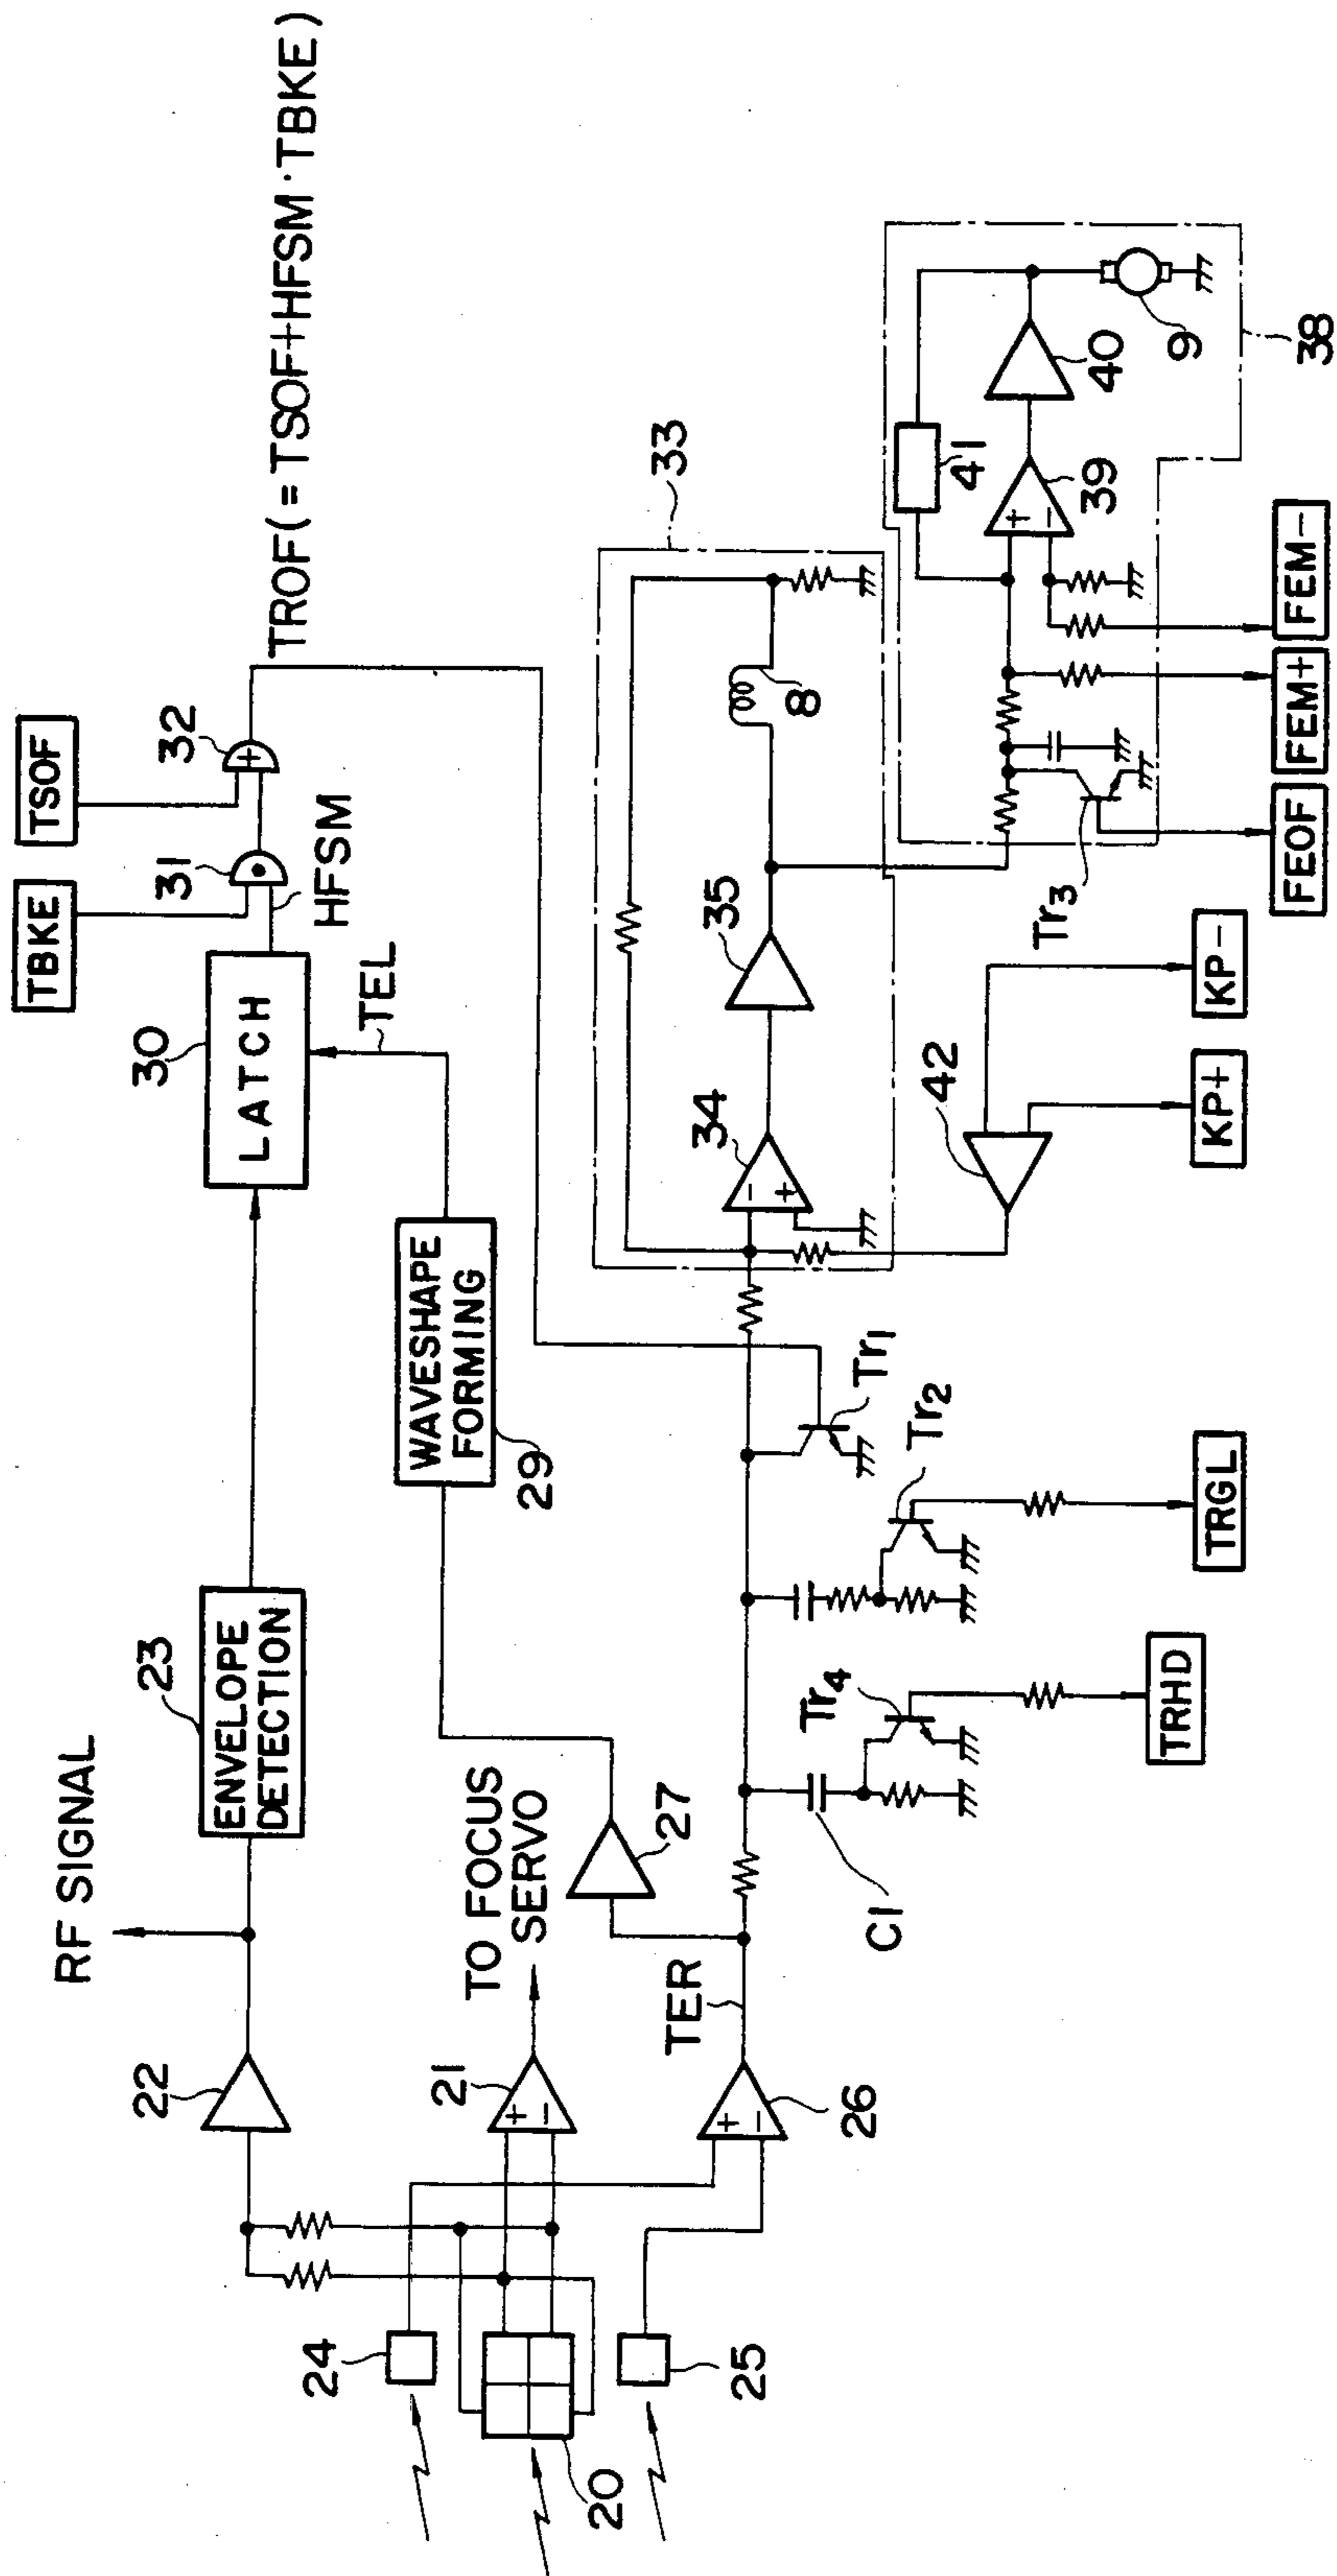 TROF(=TSOF+HFSM·TBKE)
TSOF
32
TBKE
31
HFSM
30
LATCH
TEL
23
ENVELOPE
DETECTION
RF SIGNAL
22
WAVESHAPE
FORMING
29
TO FOCUS
SERVO
27
21
+
−
24
20
25
26
+
−
TER
C1
Tr4
TRHD
Tr2
TRGL
Tr1
33
34
−
+
35
8
42
KP+
KP−
Tr3
FEOF
FEM+
FEM−
41
39
+
−
40
9
38